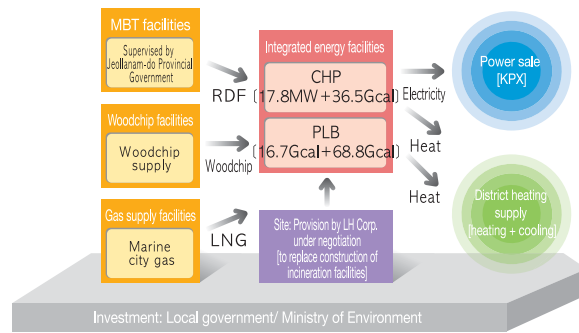 MBT facilities
Supervised by
Jeollanam-do Provincial
Government
RDF
Woodchip facilities
Woodchip
supply
Woodchip
Gas supply facilities
Marine
city gas
LNG
Integrated energy facilities
CHP
[17.8MW+36.5Gcal]
PLB
[16.7Gcal+68.8Gcal]
Site: Provision by LH Corp.
under negotiation
[to replace construction of
incineration facilities]
Electricity
Heat
Heat
Power sale
[KPX]
District heating
supply
[heating + cooling]
Investment: Local government/ Ministry of Environment